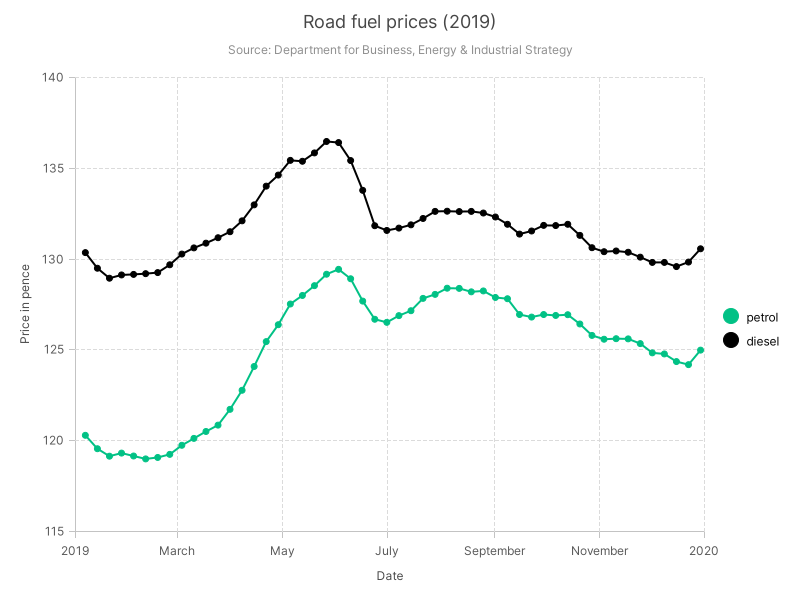 Road fuel prices (2019)
Source: Department for Business, Energy & Industrial Strategy
140
135
130
125
120
115
Price in pence
2019 March May July September November 2020
Date
petrol
diesel